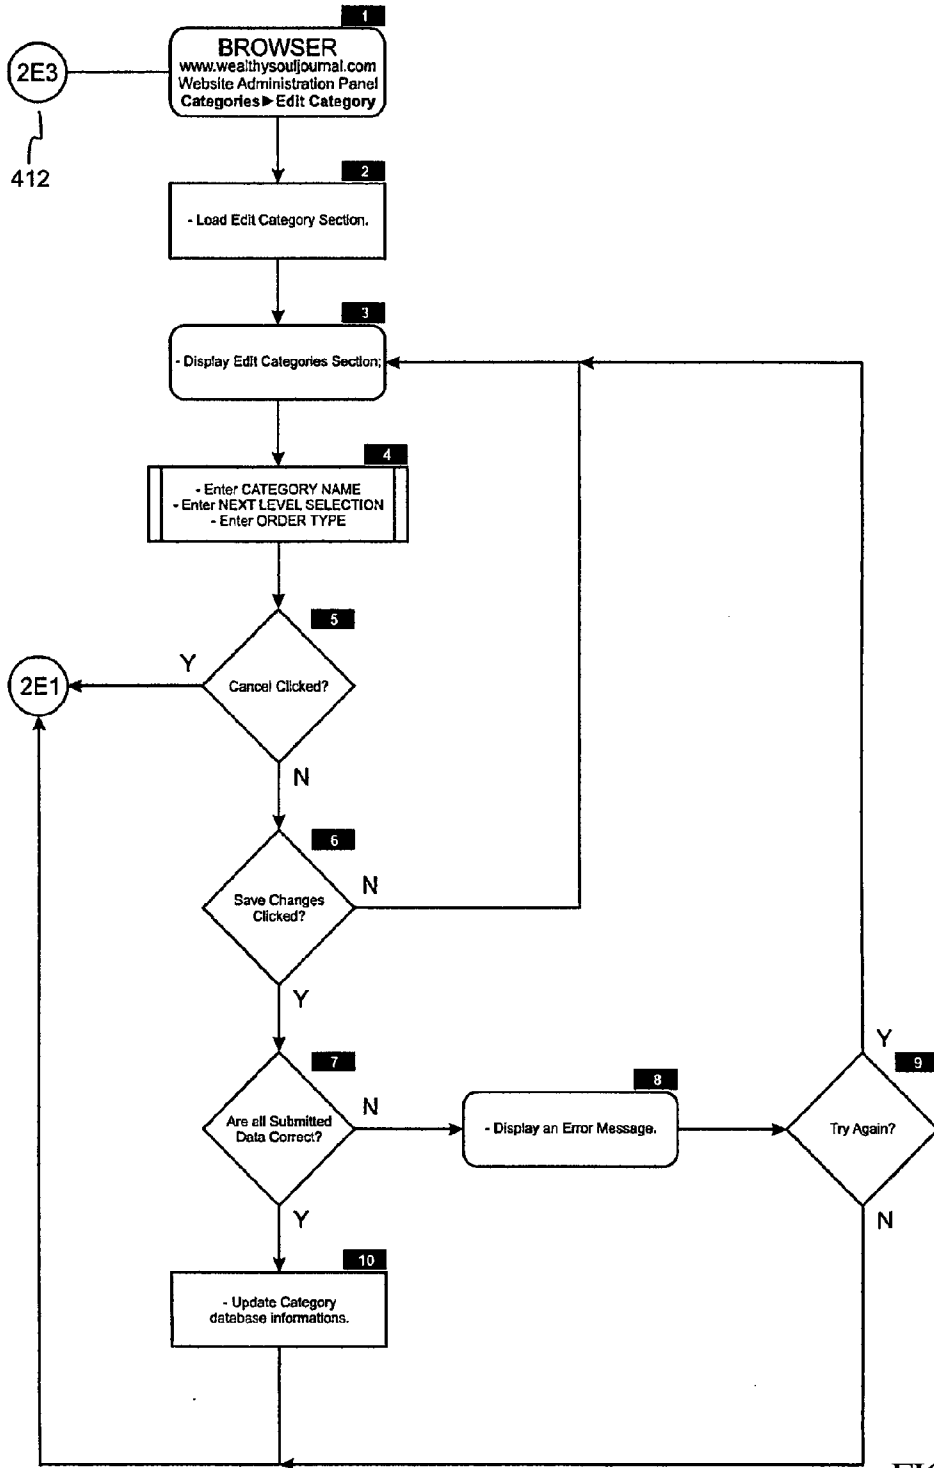 1
BROWSER
www.wealthysouljournal.com
Website Administration Panel
Categories▶Edit Category
2E3
412
2
- Load Edit Category Section.
3
- Display Edit Categories Section;
4
- Enter CATEGORY NAME
- Enter NEXT LEVEL SELECTION
- Enter ORDER TYPE
5
Y
Cancel Clicked?
2E1
N
6
Save Changes
Clicked?
N
Y
7
Are all Submitted
Data Correct?
N
8
- Display an Error Message.
Y
9
Try Again?
N
Y
10
- Update Category
database informations.